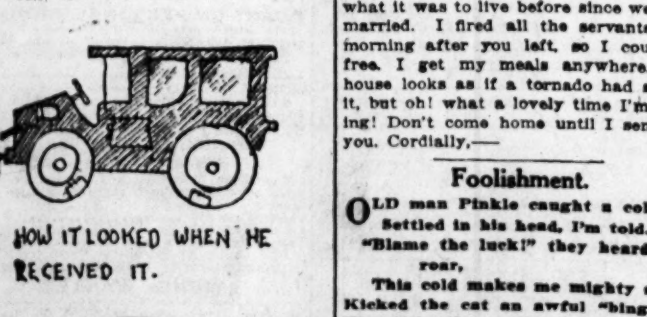 HOW IT LOOKED WHEN HE
RECEIVED IT.
what it was to live before since we
married. I fired all the servants
morning after you left, so I
free. I get my meals anywhere.
house looks as if a tornado had
it, but oh! what a lovely time I'm
ing! Don't come home until I
you. Cordially,—
Foolishment.
OLD man Pinkle caught a
Settled in his head, I'm told.
"Blame the luck!" they heard
roar,
This cold makes me mighty
Kicked the cat an awful "bing